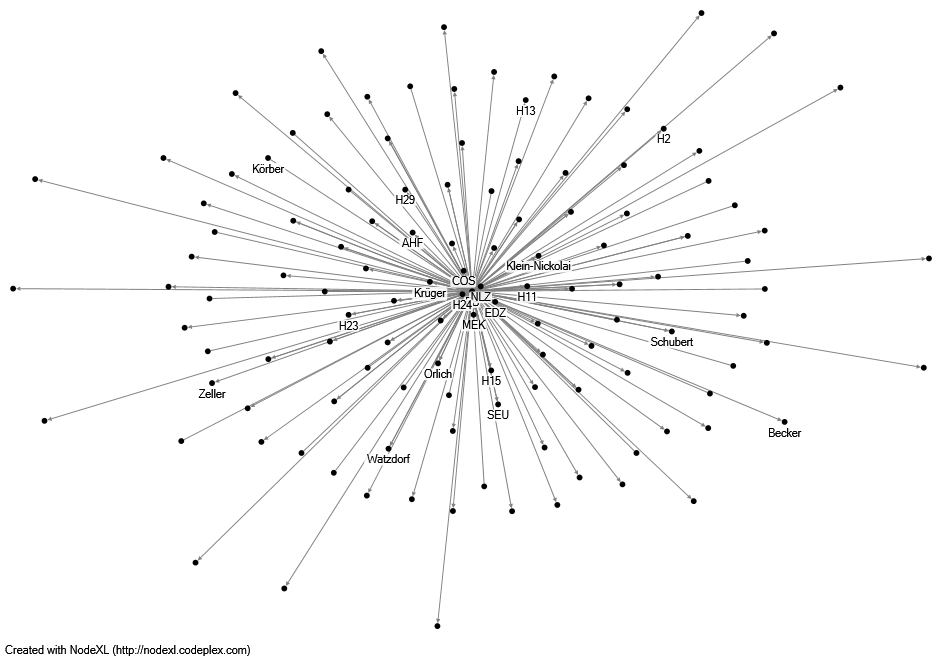 H13
H2
Körber
H29
AHF
Klein-Nickolai
COS
Krüger
NLZ
H11
H24
EDZ
H23
MEK
Schubert
Orlich
H15
Zeller
SEU
Becker
Watzdorf
Created with NodeXL (http://nodexl.codeplex.com)